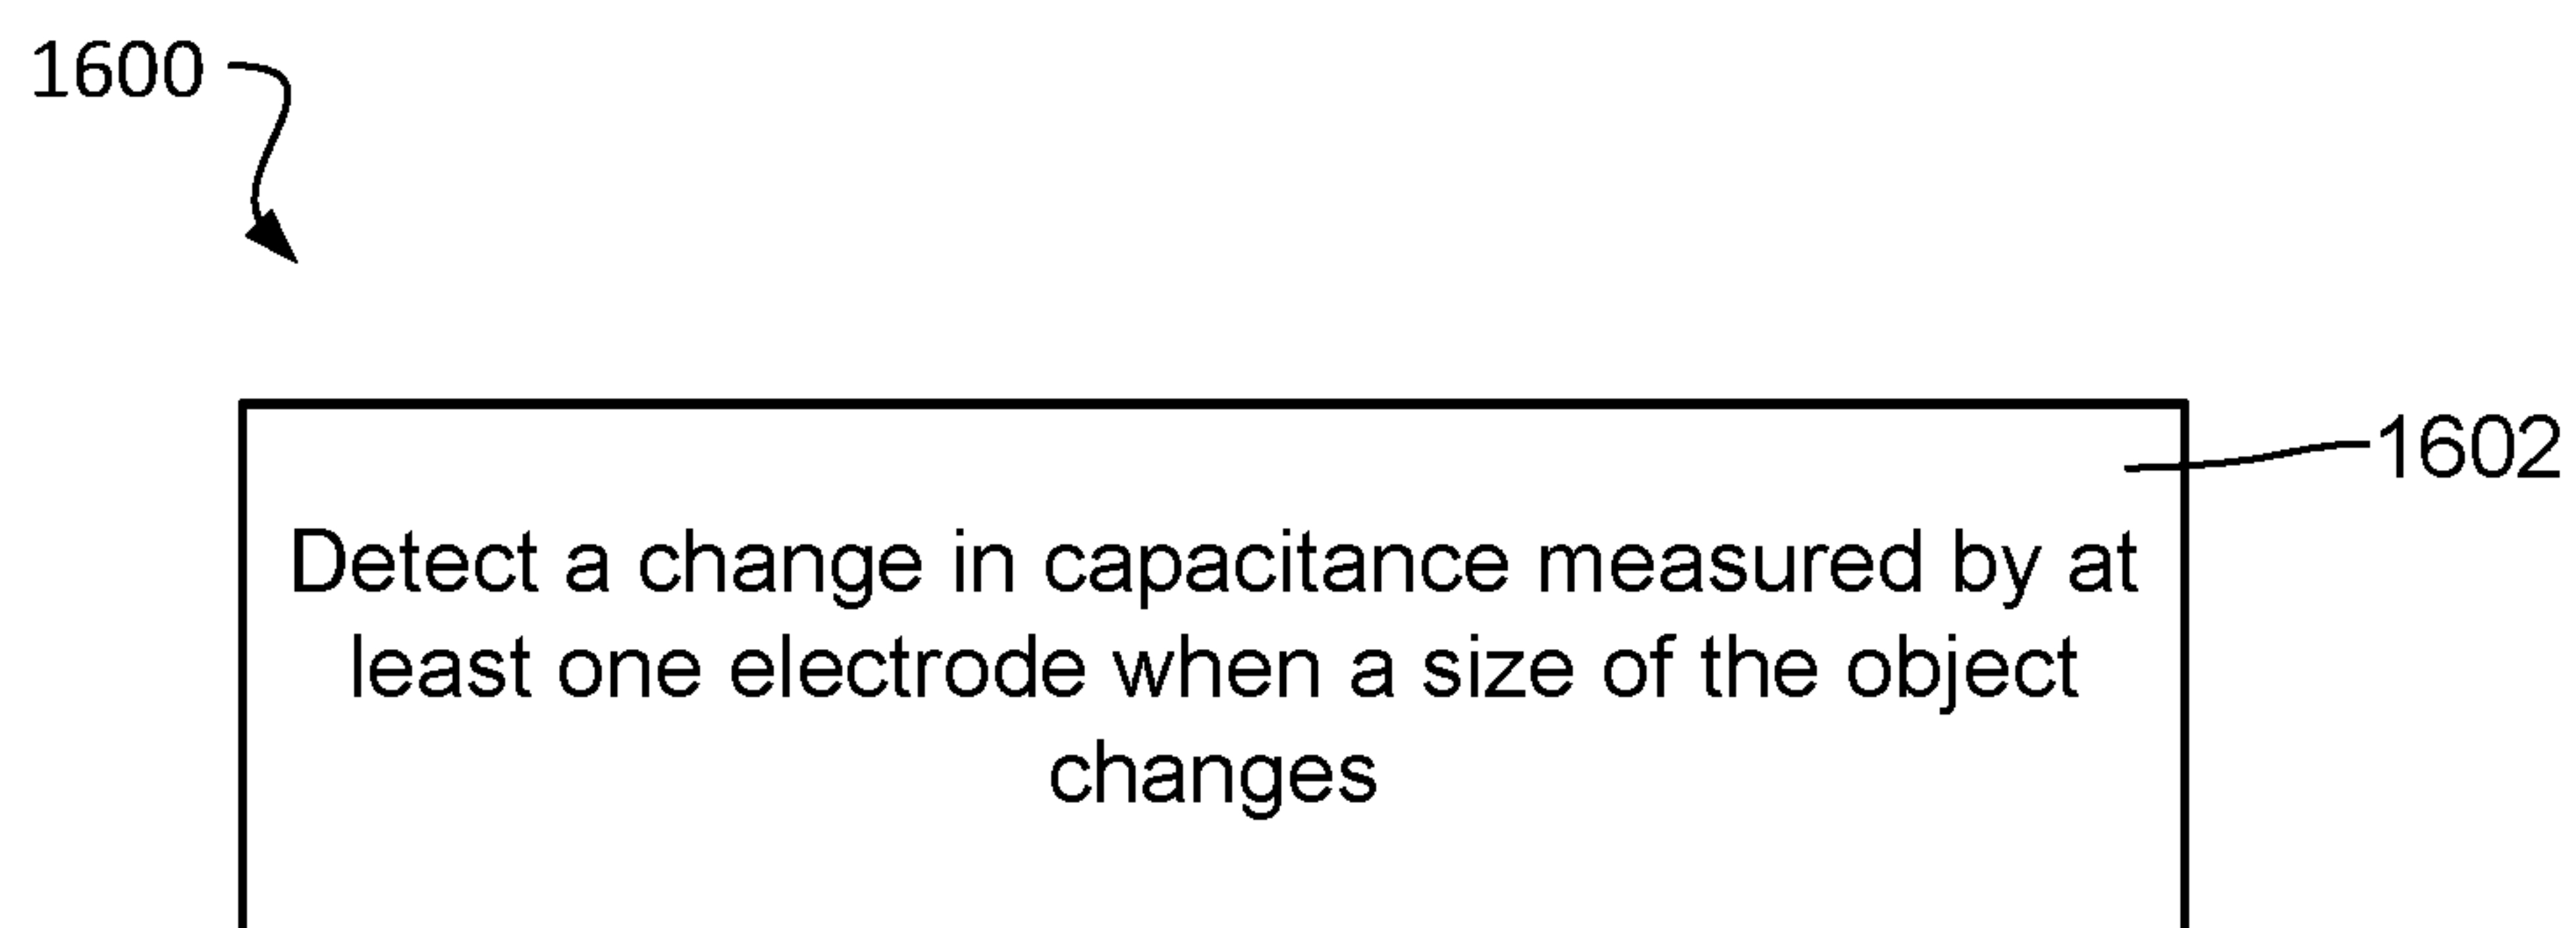 1600
1602
Detect a change in capacitance measured by at
least one electrode when a size of the object
changes